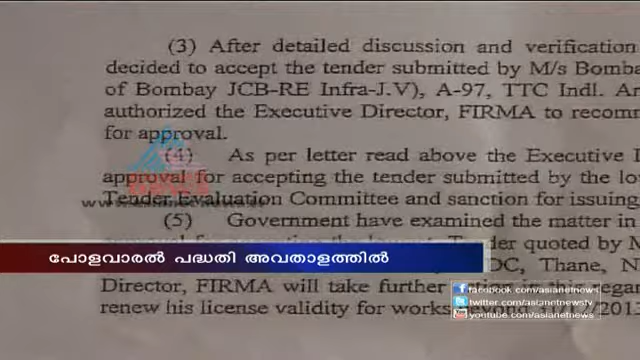 (3) After detailed discussion and verification
decided to accept the tender submitted by M/s Bomba
of Bombay JCB-RE Infra-J.V), A-97, TTC Indl. Ar
authorized the Executive Director, FIRMA to recomm
for approval.
(4) As per letter read above the Executive
approval for accepting the tender submitted by the lo
Tender Evaluation Committee and sanction for issuing
(5) Government have examined the matter in
quoted by M
പോളവാരൽ പദ്ധതി അവതാളത്തിൽ
DC, Thane, N
Director, FIRMA will take further
renew his license validity for works beyond
facebook.com/asianetnews
twitter.com/asianetnewstv
youtube.com/asianetnews